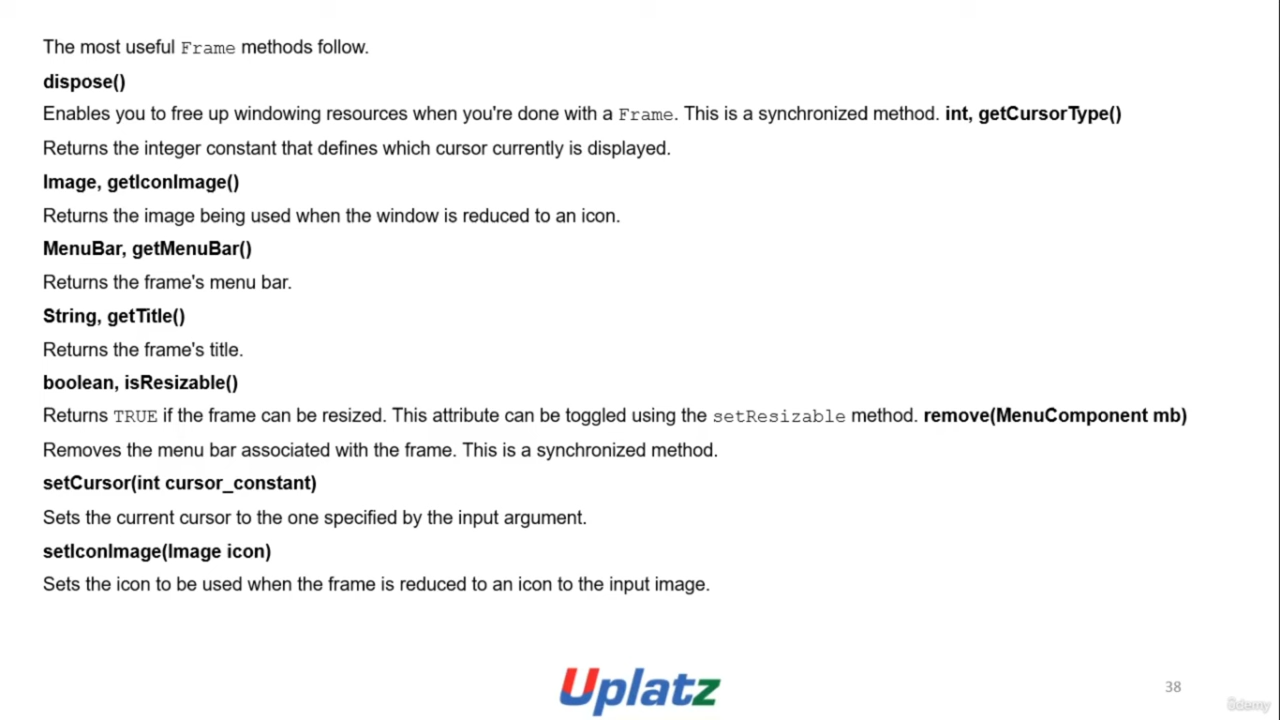 The most useful Frame methods follow.
dispose()
Enables you to free up windowing resources when you're done with a Frame. This is a synchronized method. int, getCursorType()
Returns the integer constant that defines which cursor currently is displayed.
Image, getIconImage()
Returns the image being used when the window is reduced to an icon.
MenuBar, getMenuBar()
Returns the frame's menu bar.
String, getTitle()
Returns the frame's title.
boolean, isResizable()
Returns TRUE if the frame can be resized. This attribute can be toggled using the setResizable method. remove(MenuComponent mb)
Removes the menu bar associated with the frame. This is a synchronized method.
setCursor(int cursor_constant)
Sets the current cursor to the one specified by the input argument.
setIconImage(Image icon)
Sets the icon to be used when the frame is reduced to an icon to the input image.
Uplatz
38
ûdemy